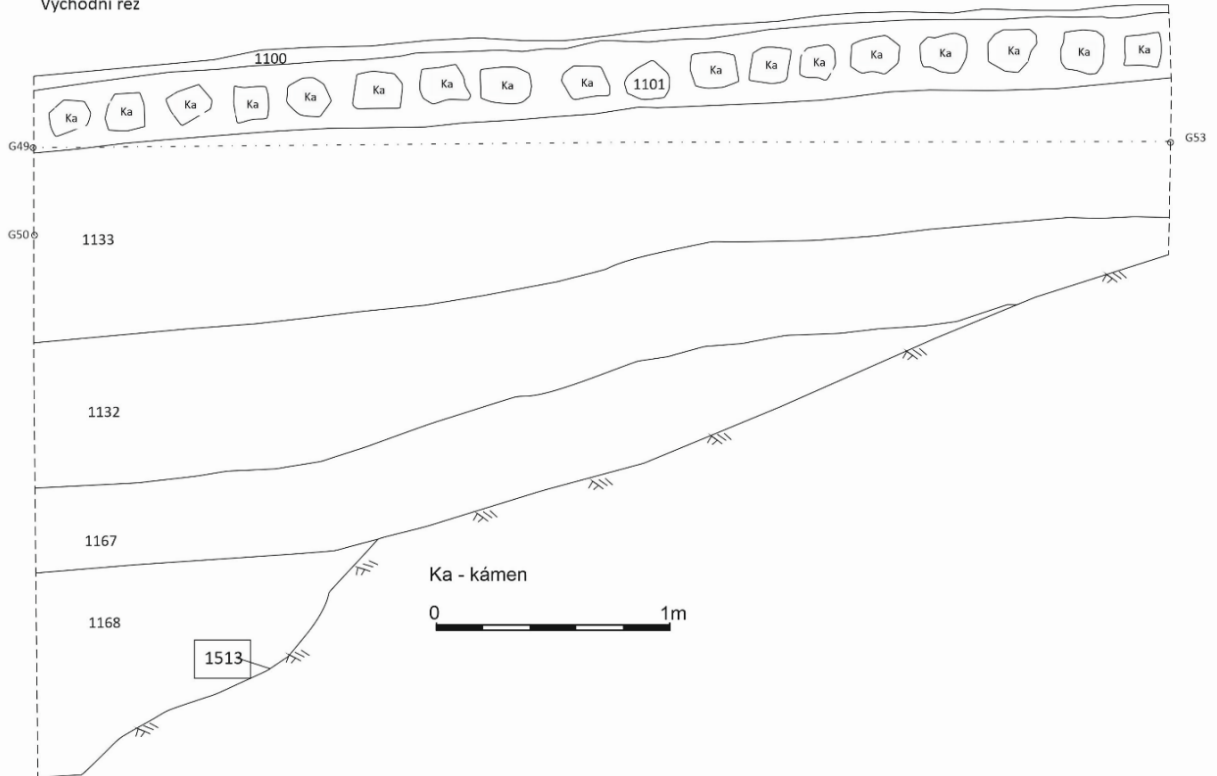 Východní řez
1100
Ka Ka Ka Ka Ka Ka Ka Ka Ka 1101 Ka Ka Ka Ka Ka Ka Ka Ka
G49 G53
G50 1133
1132
1167
Ka - kámen
0 1m
1168
1513